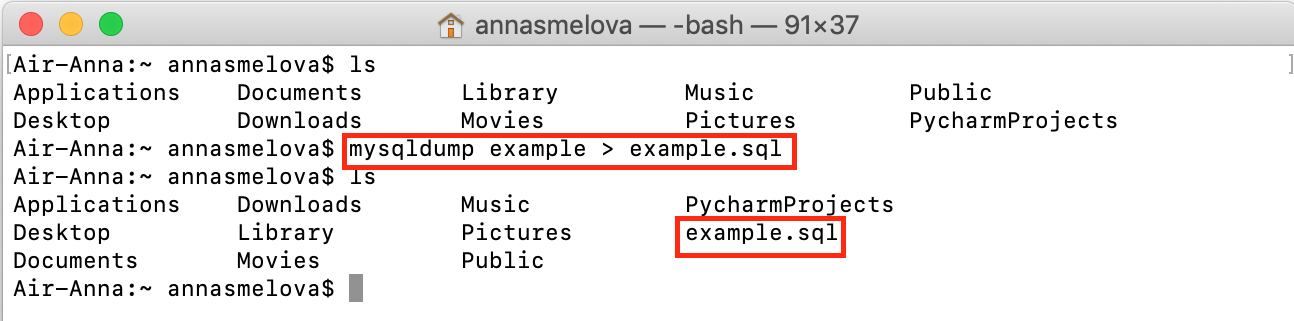 annasmelova — -bash — 91×37
[Air-Anna:~ annasmelova$ ls ]
Applications Documents Library Music Public
Desktop Downloads Movies Pictures PycharmProjects
Air-Anna:~ annasmelova$ mysqldump example > example.sql
Air-Anna:~ annasmelova$ ls
Applications Downloads Music PycharmProjects
Desktop Library Pictures example.sql
Documents Movies Public
Air-Anna:~ annasmelova$